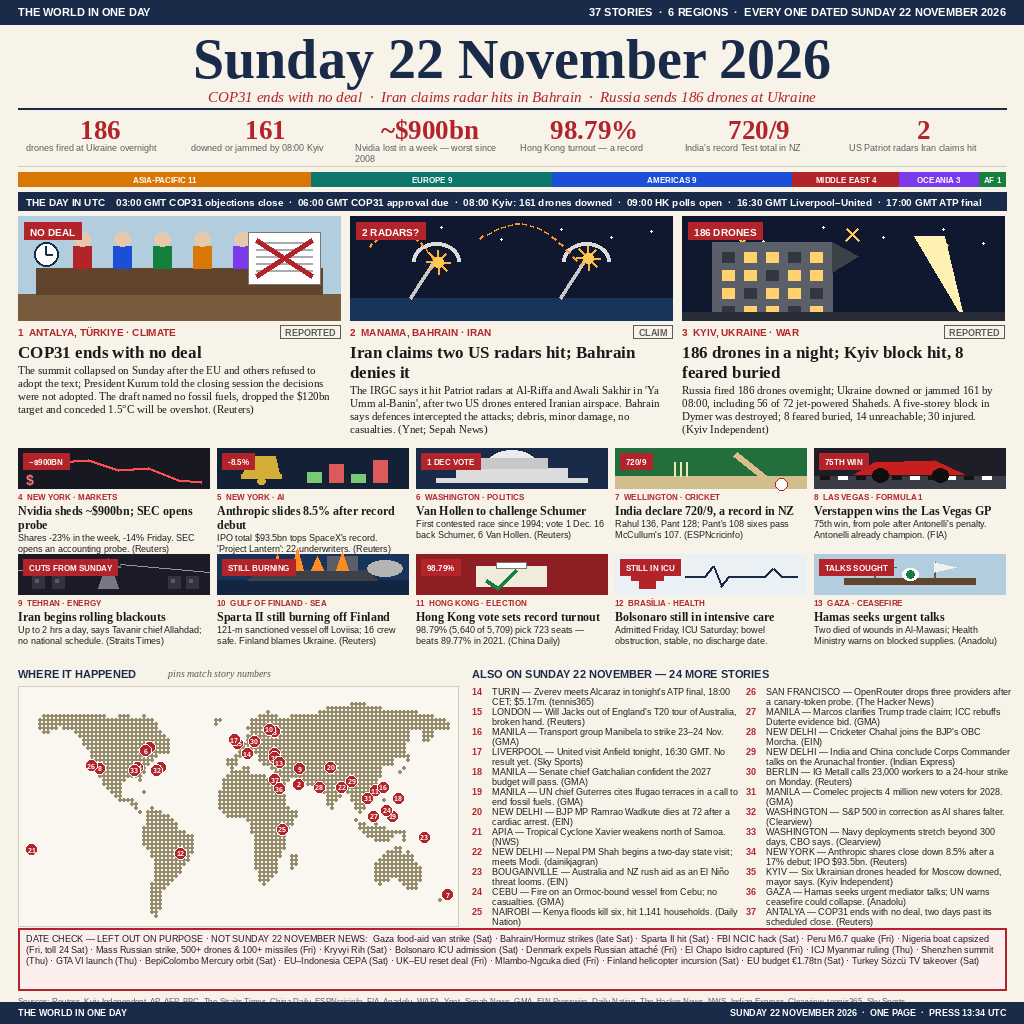 THE WORLD IN ONE DAY
37 STORIES · 6 REGIONS · EVERY ONE DATED SUNDAY 22 NOVEMBER 2026
Sunday 22 November 2026
COP31 ends with no deal · Iran claims radar hits in Bahrain · Russia sends 186 drones at Ukraine
186
drones fired at Ukraine overnight
161
downed or jammed by 08:00 Kyiv
~$900bn
Nvidia lost in a week — worst since
2008
98.79%
Hong Kong turnout — a record
720/9
India's record Test total in NZ
2
US Patriot radars Iran claims hit
ASIA-PACIFIC 11
EUROPE 9
AMERICAS 9
MIDDLE EAST 4
OCEANIA 3
AF 1
THE DAY IN UTC 03:00 GMT COP31 objections close · 06:00 GMT COP31 approval due · 08:00 Kyiv: 161 drones downed · 09:00 HK polls open · 16:30 GMT Liverpool–United · 17:00 GMT ATP final
NO DEAL
1 ANTALYA, TÜRKIYE · CLIMATE
REPORTED
COP31 ends with no deal
The summit collapsed on Sunday after the EU and others refused to
adopt the text; President Kurum told the closing session the decisions
were not adopted. The draft named no fossil fuels, dropped the $120bn
target and conceded 1.5°C will be overshot. (Reuters)
2 RADARS?
2 MANAMA, BAHRAIN · IRAN
CLAIM
Iran claims two US radars hit; Bahrain
denies it
The IRGC says it hit Patriot radars at Al-Riffa and Awali Sakhir in 'Ya
Umm al-Banin', after two US drones entered Iranian airspace. Bahrain
says defences intercepted the attacks; debris, minor damage, no
casualties. (Ynet; Sepah News)
186 DRONES
3 KYIV, UKRAINE · WAR
REPORTED
186 drones in a night; Kyiv block hit, 8
feared buried
Russia fired 186 drones overnight; Ukraine downed or jammed 161 by
08:00, including 56 of 72 jet-powered Shaheds. A five-storey block in
Dymer was destroyed; 8 feared buried, 14 unreachable; 30 injured.
(Kyiv Independent)
~$900BN
$
4 NEW YORK · MARKETS
Nvidia sheds ~$900bn; SEC opens
probe
Shares -23% in the week, -14% Friday. SEC
opens an accounting probe. (Reuters)
-8.5%
5 NEW YORK · AI
Anthropic slides 8.5% after record
debut
IPO total $93.5bn tops SpaceX's record.
'Project Lantern': 22 underwriters. (Reuters)
1 DEC VOTE
6 WASHINGTON · POLITICS
Van Hollen to challenge Schumer
First contested race since 1994; vote 1 Dec. 16
back Schumer, 6 Van Hollen. (Reuters)
720/9
7 WELLINGTON · CRICKET
India declare 720/9, a record in NZ
Rahul 136, Pant 128; Pant's 108 sixes pass
McCullum's 107. (ESPNcricinfo)
75TH WIN
8 LAS VEGAS · FORMULA 1
Verstappen wins the Las Vegas GP
75th win, from pole after Antonelli's penalty.
Antonelli already champion. (FIA)
CUTS FROM SUNDAY
9 TEHRAN · ENERGY
Iran begins rolling blackouts
Up to 2 hrs a day, says Tavanir chief Allahdad;
no national schedule. (Straits Times)
STILL BURNING
10 GULF OF FINLAND · SEA
Sparta II still burning off Finland
121-m sanctioned vessel off Loviisa; 16 crew
safe. Finland blames Ukraine. (Reuters)
98.79%
11 HONG KONG · ELECTION
Hong Kong vote sets record turnout
98.79% (5,640 of 5,709) pick 723 seats —
beats 89.77% in 2021. (China Daily)
STILL IN ICU
12 BRASÍLIA · HEALTH
Bolsonaro still in intensive care
Admitted Friday, ICU Saturday; bowel
obstruction, stable, no discharge date.
TALKS SOUGHT
13 GAZA · CEASEFIRE
Hamas seeks urgent talks
Two died of wounds in Al-Mawasi; Health
Ministry warns on blocked supplies. (Anadolu)
WHERE IT HAPPENED
pins match story numbers
ALSO ON SUNDAY 22 NOVEMBER — 24 MORE STORIES
14 TURIN — Zverev meets Alcaraz in tonight's ATP final, 18:00
CET; $5.17m. (tennis365)
15 LONDON — Will Jacks out of England's T20 tour of Australia,
broken hand. (Reuters)
16 MANILA — Transport group Manibela to strike 23–24 Nov.
(GMA)
17 LIVERPOOL — United visit Anfield tonight, 16:30 GMT. No
result yet. (Sky Sports)
18 MANILA — Senate chief Gatchalian confident the 2027
budget will pass. (GMA)
19 MANILA — UN chief Guterres cites Ifugao terraces in a call to
end fossil fuels. (GMA)
20 NEW DELHI — BJP MP Ramrao Wadkute dies at 72 after a
cardiac arrest. (EIN)
21 APIA — Tropical Cyclone Xavier weakens north of Samoa.
(NWS)
22 NEW DELHI — Nepal PM Shah begins a two-day state visit;
meets Modi. (dainikjagran)
23 BOUGAINVILLE — Australia and NZ rush aid as an El Niño
threat looms. (EIN)
24 CEBU — Fire on an Ormoc-bound vessel from Cebu; no
casualties. (GMA)
25 NAIROBI — Kenya floods kill six, hit 1,141 households. (Daily
Nation)
26 SAN FRANCISCO — OpenRouter drops three providers after
a canary-token probe. (The Hacker News)
27 MANILA — Marcos clarifies Trump trade claim; ICC rebuffs
Duterte evidence bid. (GMA)
28 NEW DELHI — Cricketer Chahal joins the BJP's OBC
Morcha. (EIN)
29 NEW DELHI — India and China conclude Corps Commander
talks on the Arunachal frontier. (Indian Express)
30 BERLIN — IG Metall calls 23,000 workers to a 24-hour strike
on Monday. (Reuters)
31 MANILA — Comelec projects 4 million new voters for 2028.
(GMA)
32 WASHINGTON — S&P 500 in correction as AI shares falter.
(Clearview)
33 WASHINGTON — Navy deployments stretch beyond 300
days, CBO says. (Clearview)
34 NEW YORK — Anthropic shares close down 8.5% after a
17% debut; IPO $93.5bn. (Reuters)
35 KYIV — Six Ukrainian drones headed for Moscow downed,
mayor says. (Kyiv Independent)
36 GAZA — Hamas seeks urgent mediator talks; UN warns
ceasefire could collapse. (Anadolu)
37 ANTALYA — COP31 ends with no deal, two days past its
scheduled close. (Reuters)
DATE CHECK — LEFT OUT ON PURPOSE · NOT SUNDAY 22 NOVEMBER NEWS: Gaza food-aid van strike (Sat) · Bahrain/Hormuz strikes (late Sat) · Sparta II hit (Sat) · FBI NCIC hack (Sat) · Peru M6.7 quake (Fri) · Nigeria boat capsized
(Fri, toll 24 Sat) · Mass Russian strike, 500+ drones & 100+ missiles (Fri) · Kryvyi Rih (Sat) · Bolsonaro ICU admission (Sat) · Denmark expels Russian attaché (Fri) · El Chapo Isidro captured (Fri) · ICJ Myanmar ruling (Thu) · Shenzhen summit
(Thu) · GTA VI launch (Thu) · BepiColombo Mercury orbit (Sat) · EU–Indonesia CEPA (Sat) · UK–EU reset deal (Fri) · Mlambo-Ngcuka died (Fri) · Finland helicopter incursion (Sat) · EU budget €1.78tn (Sat) · Turkey Sözcü TV takeover (Sat)
THE WORLD IN ONE DAY
SUNDAY 22 NOVEMBER 2026 · ONE PAGE · PRESS 13:34 UTC